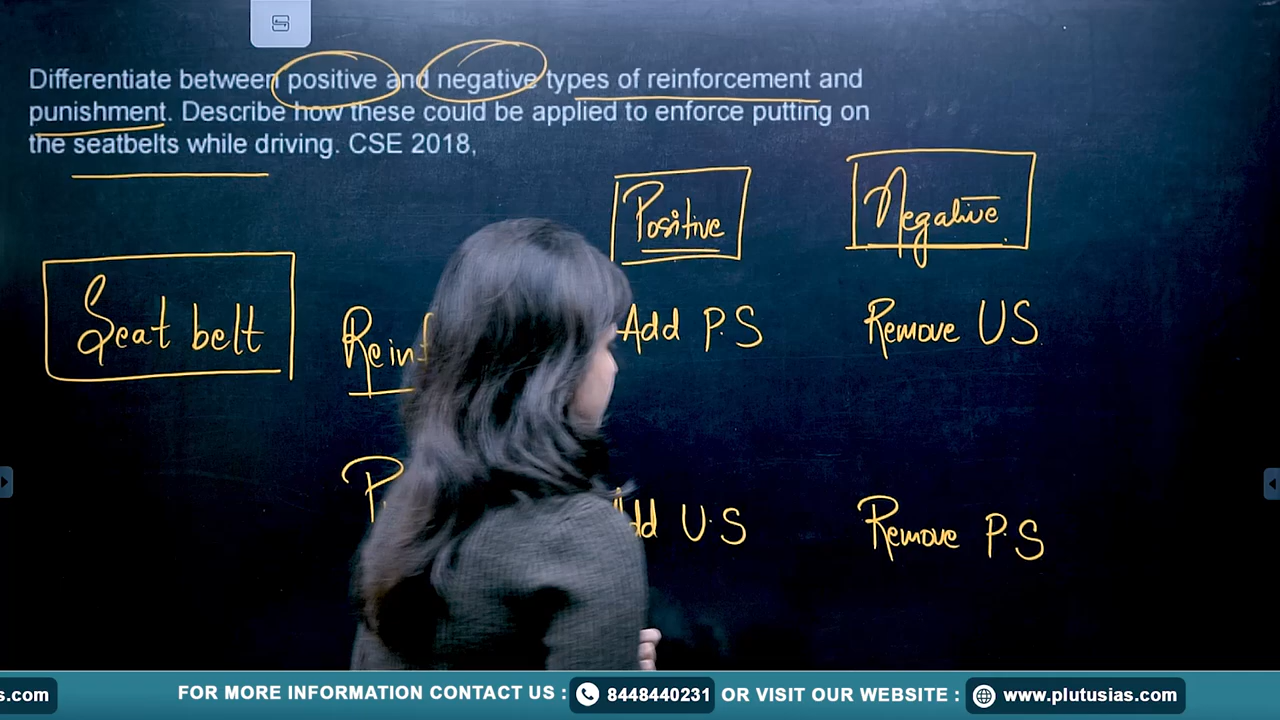 Differentiate between positive and negative types of reinforcement and
punishment. Describe how these could be applied to enforce putting on
the seatbelts while driving. CSE 2018,
Positive
Negative
Seat belt
Add P.S
Remove US
Add U.S
Remove P.S
s.com
FOR MORE INFORMATION CONTACT US : 8448440231 OR VISIT OUR WEBSITE : www.plutusias.com